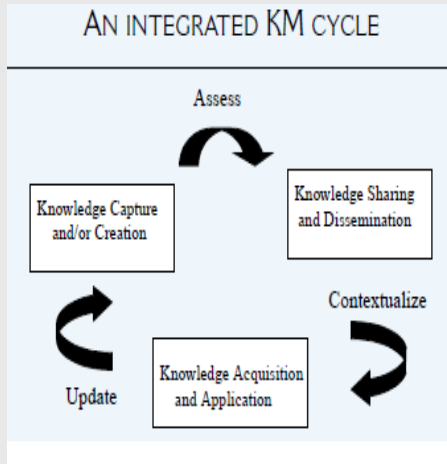 AN INTEGRATED KM CYCLE
Assess
Knowledge Capture
and/or Creation
Knowledge Sharing
and Dissemination
Contextualize
Knowledge Acquisition
and Application
Update